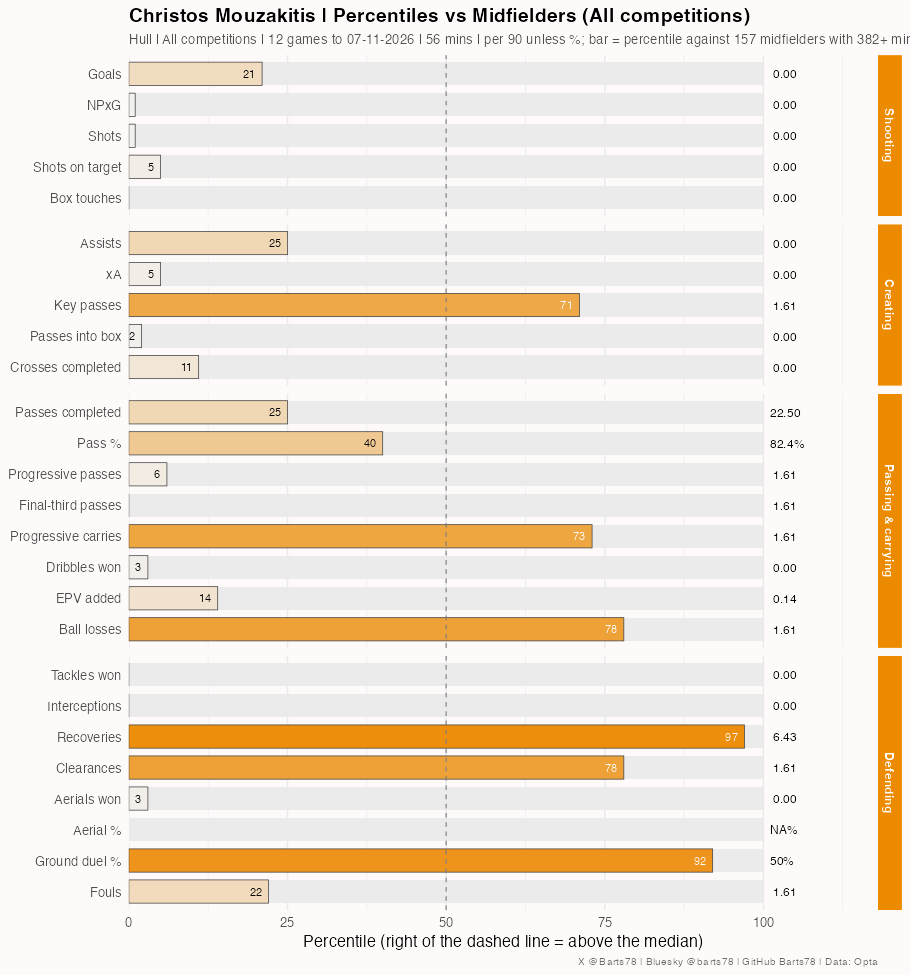 Christos Mouzakitis | Percentiles vs Midfielders (All competitions)
Hull | All competitions | 12 games to 07-11-2026 | 56 mins | per 90 unless %; bar = percentile against 157 midfielders with 382+ min
Goals 21 0.00
NPxG 0.00
Shots 0.00
Shots on target 5 0.00
Box touches 0.00
Shooting
Assists 25 0.00
xA 5 0.00
Key passes 71 1.61
Passes into box 2 0.00
Crosses completed 11 0.00
Creating
Passes completed 25 22.50
Pass % 40 82.4%
Progressive passes 6 1.61
Final-third passes 1.61
Progressive carries 73 1.61
Dribbles won 3 0.00
EPV added 14 0.14
Ball losses 78 1.61
Passing & carrying
Tackles won 0.00
Interceptions 0.00
Recoveries 97 6.43
Clearances 78 1.61
Aerials won 3 0.00
Aerial % NA%
Ground duel % 92 50%
Fouls 22 1.61
Defending
0 25 50 75 100
Percentile (right of the dashed line = above the median)
X @Barts78 | Bluesky @barts78 | GitHub Barts78 | Data: Opta